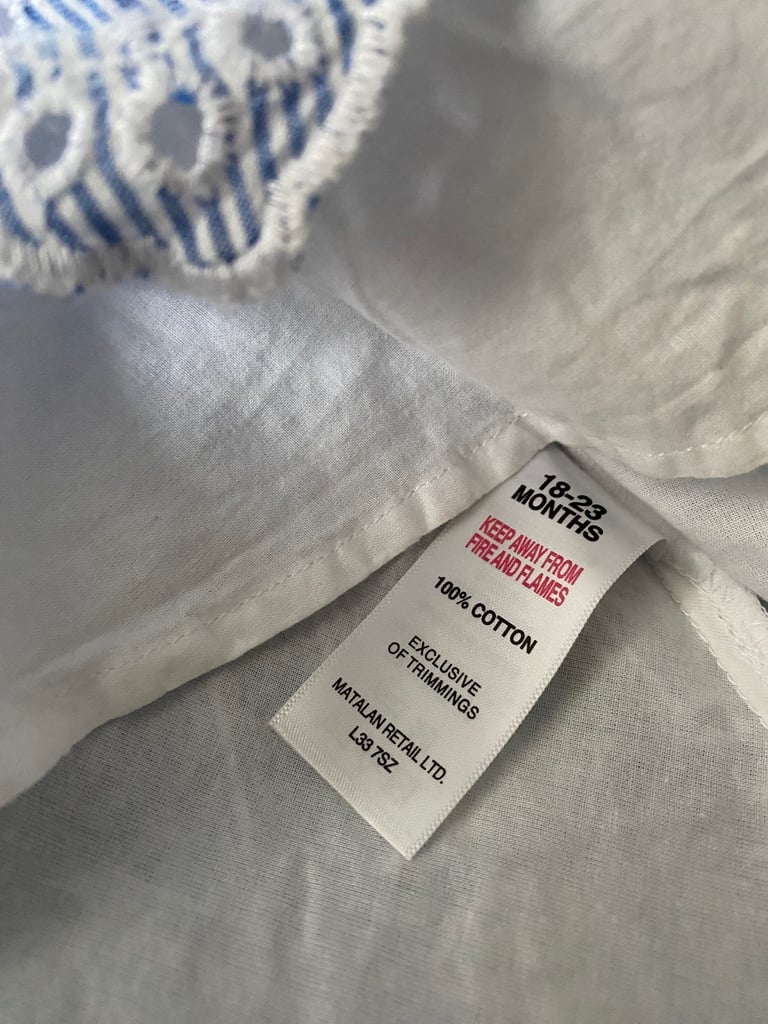 18-23
MONTHS
KEEP AWAY FROM
FIRE AND FLAMES
100% COTTON
EXCLUSIVE
OF TRIMMINGS
MATALAN RETAIL LTD.
L33 7SZ